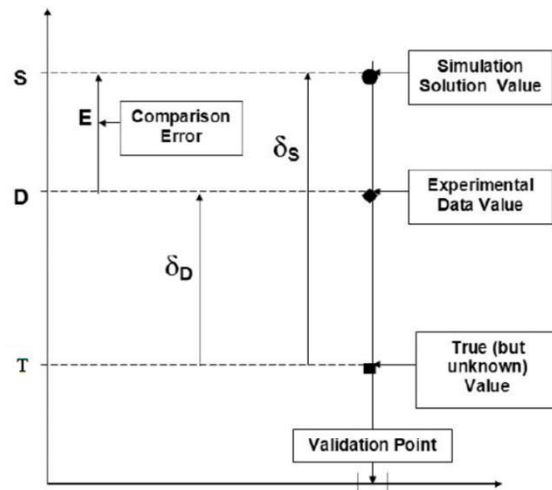 S
Simulation
Solution Value
E
Comparison
Error
δS
D
Experimental
Data Value
δD
T
True (but
unknown)
Value
Validation Point